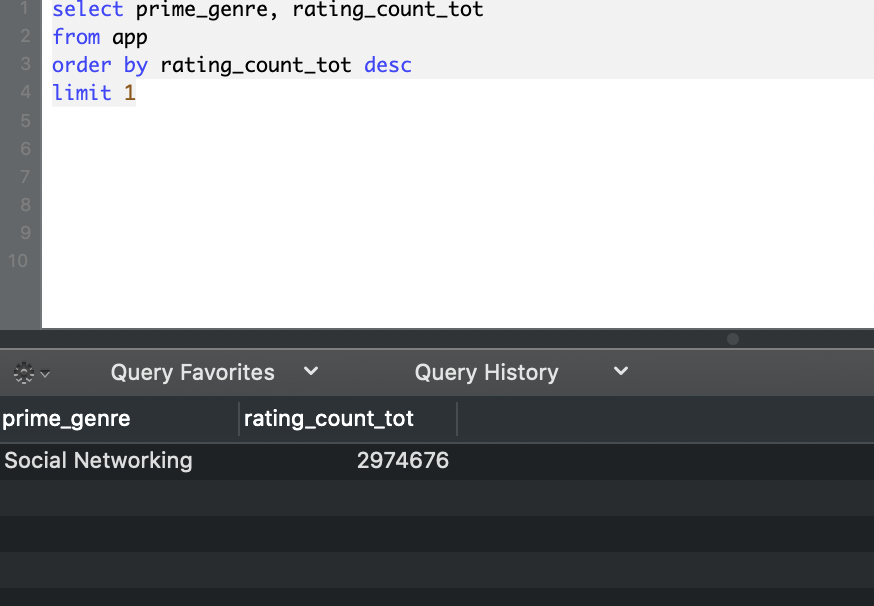 1 select prime_genre, rating_count_tot
2 from app
3 order by rating_count_tot desc
4 limit 1
5
6
7
8
9
10
Query Favorites Query History
prime_genre rating_count_tot
Social Networking 2974676